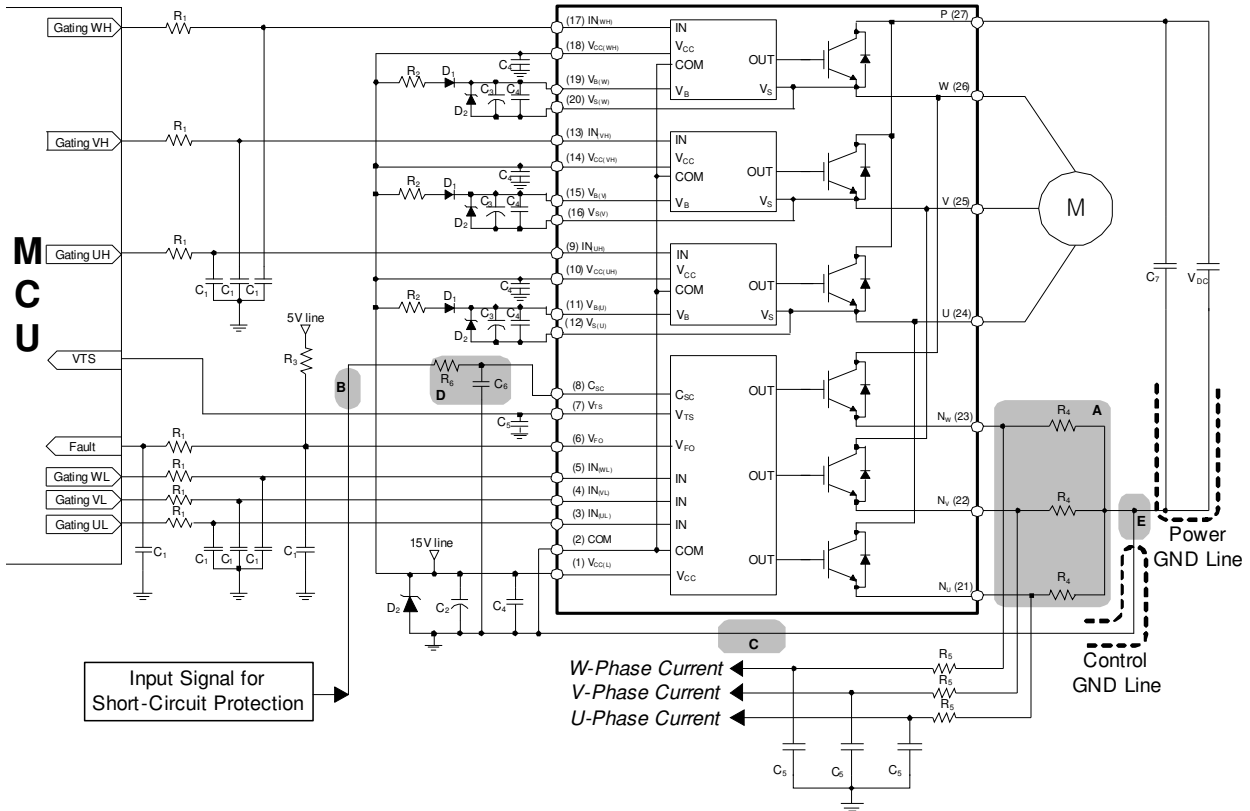 Gating WH
R1
(17) IN(WH)
IN
P (27)
(18) VCC(WH)
VCC
C4
COM
OUT
R2
D1
(19) VB(W)
C3
C4
VB
VS
D2
(20) VS(W)
W (26)
Gating VH
R1
(13) IN(VH)
IN
(14) VCC(VH)
VCC
C4
COM
OUT
R2
D1
(15) VB(V)
C3
C4
VB
VS
D2
(16) VS(V)
V (25)
M
MCU
Gating UH
R1
(9) IN(UH)
IN
(10) VCC(UH)
VCC
C4
COM
OUT
C1
C1
C1
R2
D1
(11) VB(U)
C3
C4
VB
VS
D2
(12) VS(U)
U (24)
C7
VDC
5V line
R3
VTS
B
R6
D
C6
(8) CSC
CSC
OUT
(7) VTS
VTS
C5
NW (23)
R4
A
Fault
R1
(6) VFO
VFO
Gating WL
R1
(5) IN(WL)
IN
OUT
Gating VL
R1
(4) IN(VL)
IN
NV (22)
R4
E
Gating UL
R1
(3) IN(UL)
IN
(2) COM
COM
OUT
C1
C1
C1
C1
C1
15V line
(1) VCC(L)
VCC
NU (21)
R4
Power
GND Line
D2
C2
C4
C
Control
GND Line
Input Signal for
Short-Circuit Protection
W-Phase Current
R5
V-Phase Current
R5
U-Phase Current
R5
C5
C5
C5